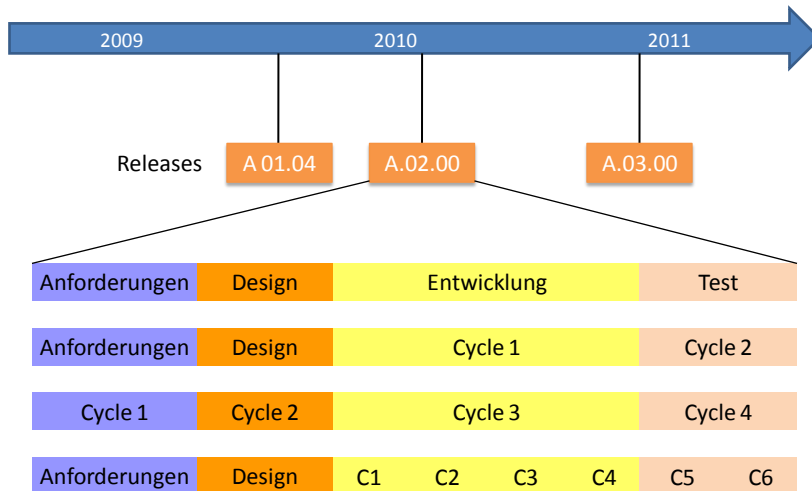 2009 2010 2011
Releases A 01.04 A.02.00 A.03.00
Anforderungen Design Entwicklung Test
Anforderungen Design Cycle 1 Cycle 2
Cycle 1 Cycle 2 Cycle 3 Cycle 4
Anforderungen Design C1 C2 C3 C4 C5 C6